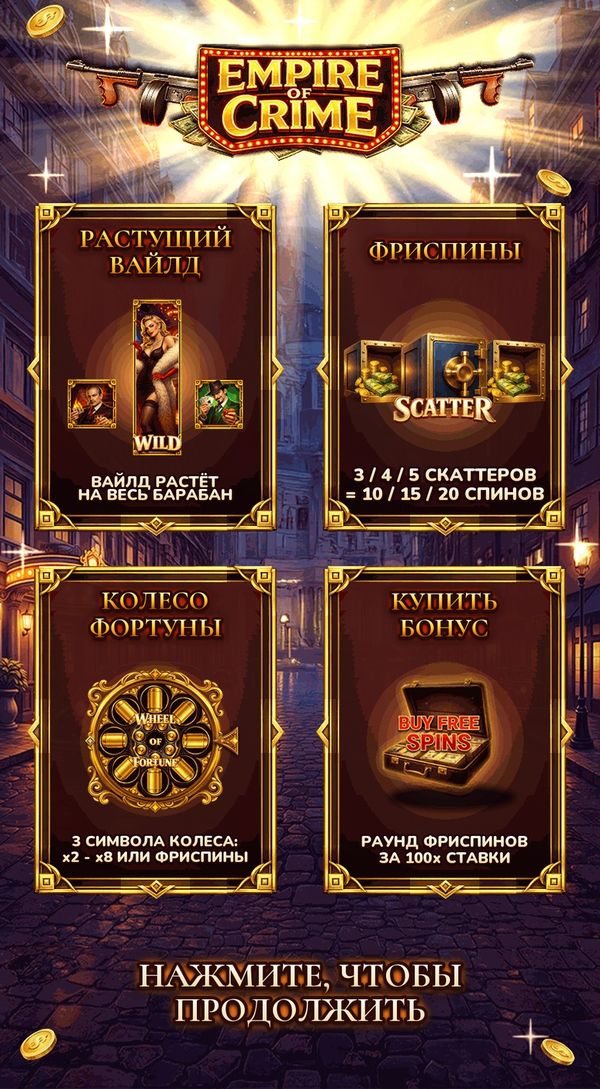 EMPIRE
OF
CRIME
РАСТУЩИЙ
ВАЙЛД
WILD
ВАЙЛД РАСТЁТ
НА ВЕСЬ БАРАБАН
ФРИСПИНЫ
SCATTER
3 / 4 / 5 СКАТТЕРОВ
= 10 / 15 / 20 СПИНОВ
КОЛЕСО
ФОРТУНЫ
WHEEL
OF
FORTUNE
3 СИМВОЛА КОЛЕСА:
x2 - x8 ИЛИ ФРИСПИНЫ
КУПИТЬ
БОНУС
BUY FREE
SPINS
РАУНД ФРИСПИНОВ
ЗА 100x СТАВКИ
НАЖМИТЕ, ЧТОБЫ
ПРОДОЛЖИТЬ